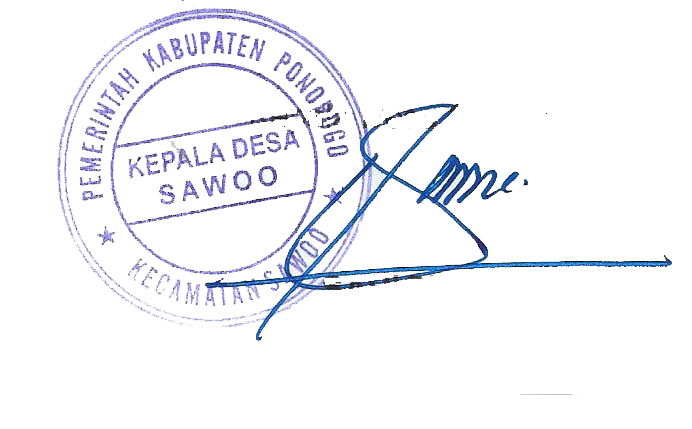 PEMERINTAH KABUPATEN PONOROGO
KEPALA DESA
SAWOO
KECAMATAN SAWOO